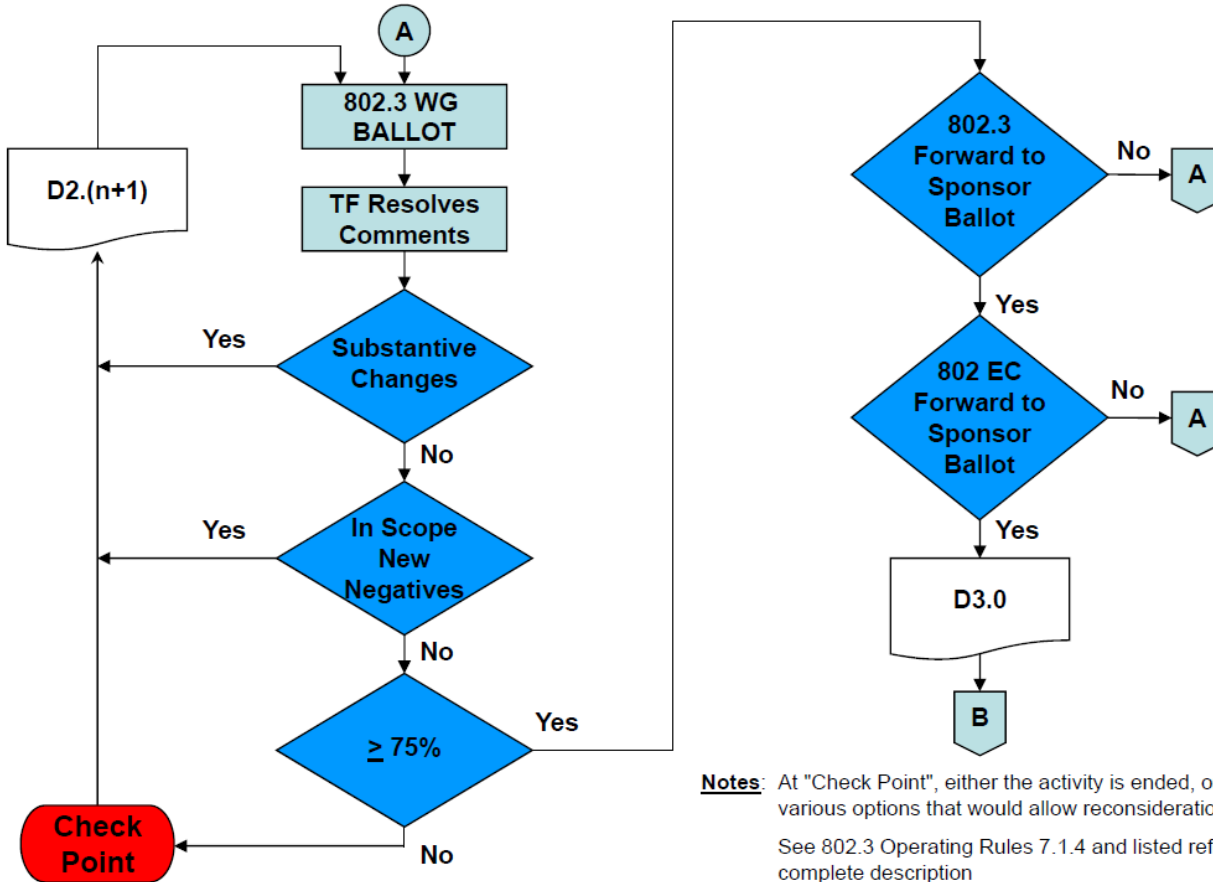 A
802.3 WG
BALLOT
D2.(n+1)
TF Resolves
Comments
Yes
Substantive
Changes
No
Yes
In Scope
New
Negatives
No
> 75%
Yes
Check
Point
No
802.3
Forward to
Sponsor
Ballot
No
A
Yes
802 EC
Forward to
Sponsor
Ballot
No
A
Yes
D3.0
B
Notes: At "Check Point", either the activity is ended, o
various options that would allow reconsideratio
See 802.3 Operating Rules 7.1.4 and listed ref
complete description